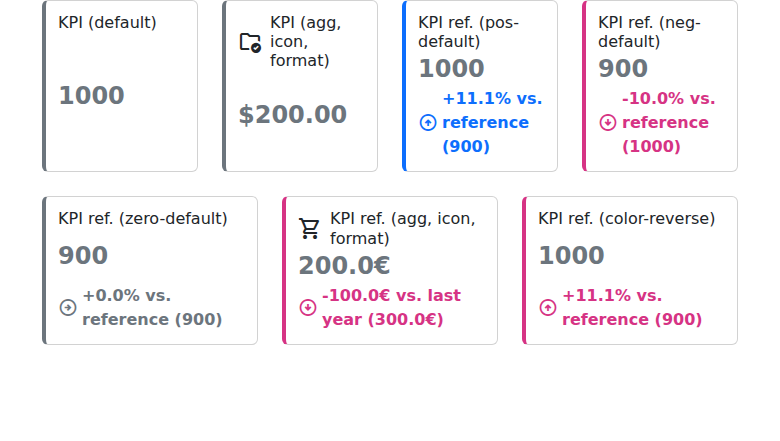 KPI (default)
1000
KPI (agg,
icon,
format)
$200.00
KPI ref. (pos-
default)
1000
+11.1% vs.
reference
(900)
KPI ref. (neg-
default)
900
-10.0% vs.
reference
(1000)
KPI ref. (zero-default)
900
+0.0% vs.
reference (900)
KPI ref. (agg, icon,
format)
200.0€
-100.0€ vs. last
year (300.0€)
KPI ref. (color-reverse)
1000
+11.1% vs.
reference (900)